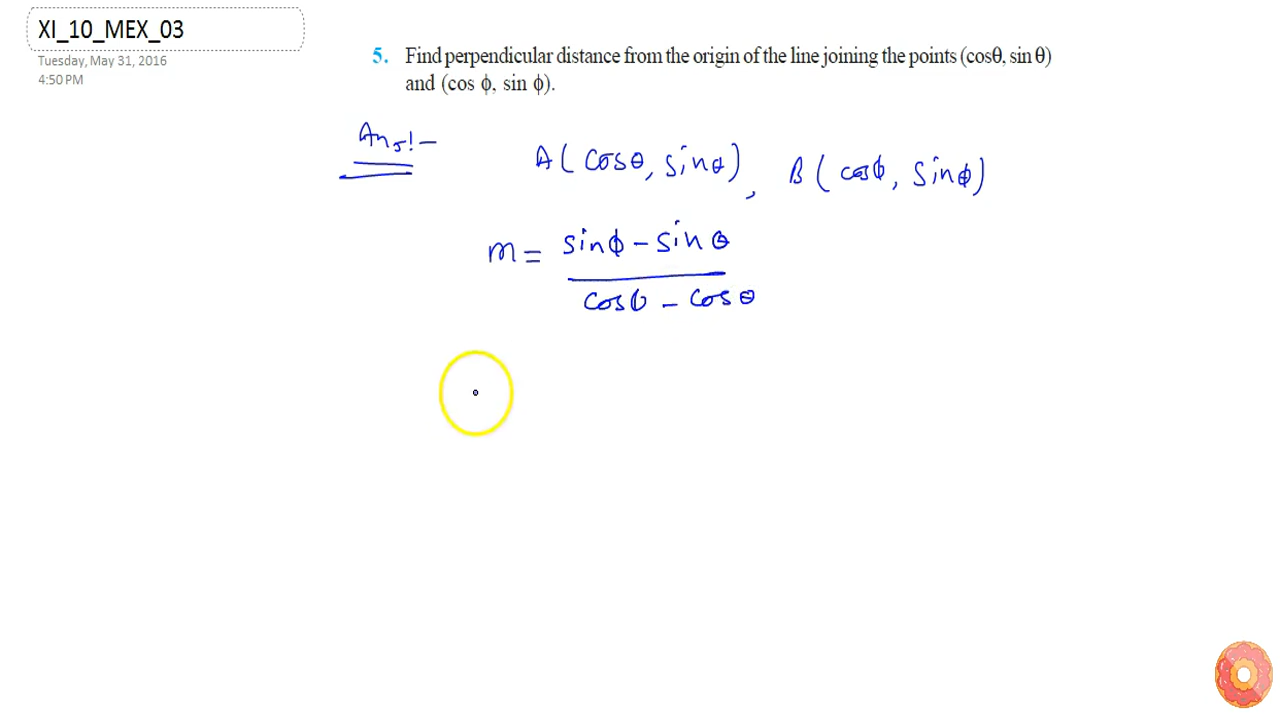 XI_10_MEX_03
Tuesday, May 31, 2016
4:50 PM
5. Find perpendicular distance from the origin of the line joining the points (cosθ, sin θ)
and (cos ϕ, sin ϕ).
Ans!-
A(cosθ, sinθ), B(cosϕ, sinϕ)
m = sinϕ - sinθ
cosϕ - cosθ